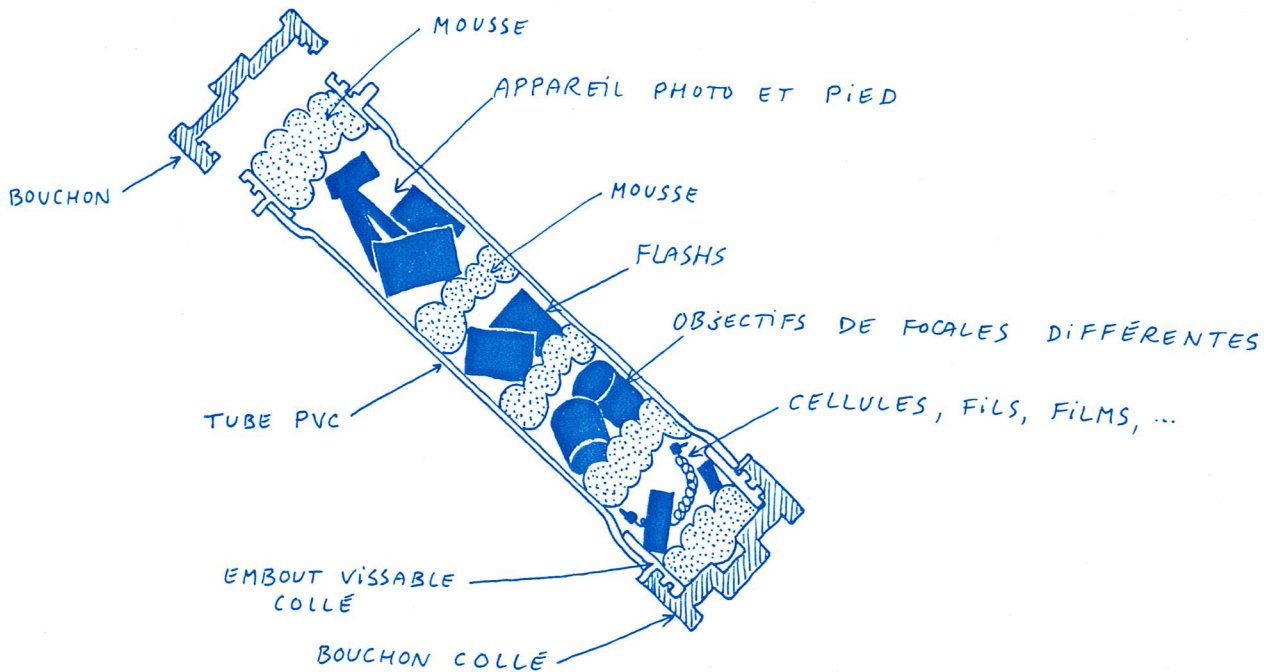 MOUSSE
APPAREiL PHOTO ET PiED
BOUCHON
MOUSSE
FLASHS
OBJECTiFS DE FOCALES DiFFÉRENTES
TUBE PVC
CELLULES, FiLS, FiLMS, ...
EMBOUT ViSSABLE
COLLÉ
BOUCHON COLLÉ